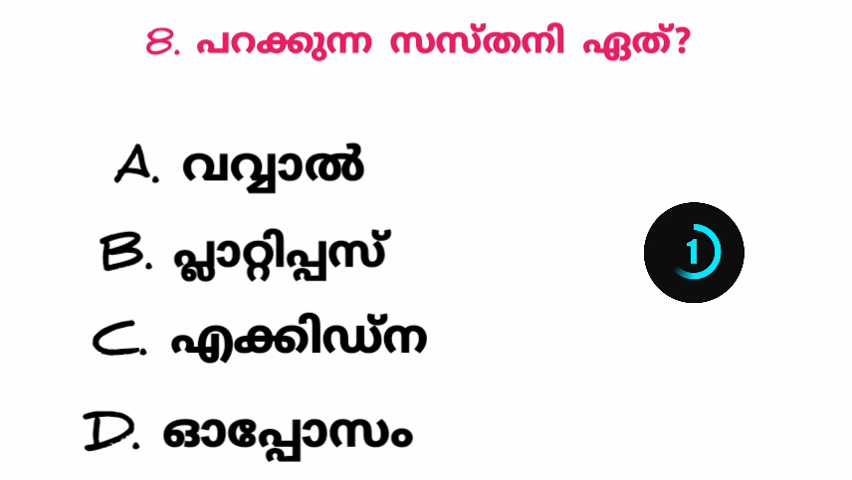 8. പറക്കുന്ന സസ്തനി ഏത്?
A. വവ്വാൽ
B. പ്ലാറ്റിപ്പസ്
1
C. എക്കിഡ്ന
D. ഓപ്പോസം